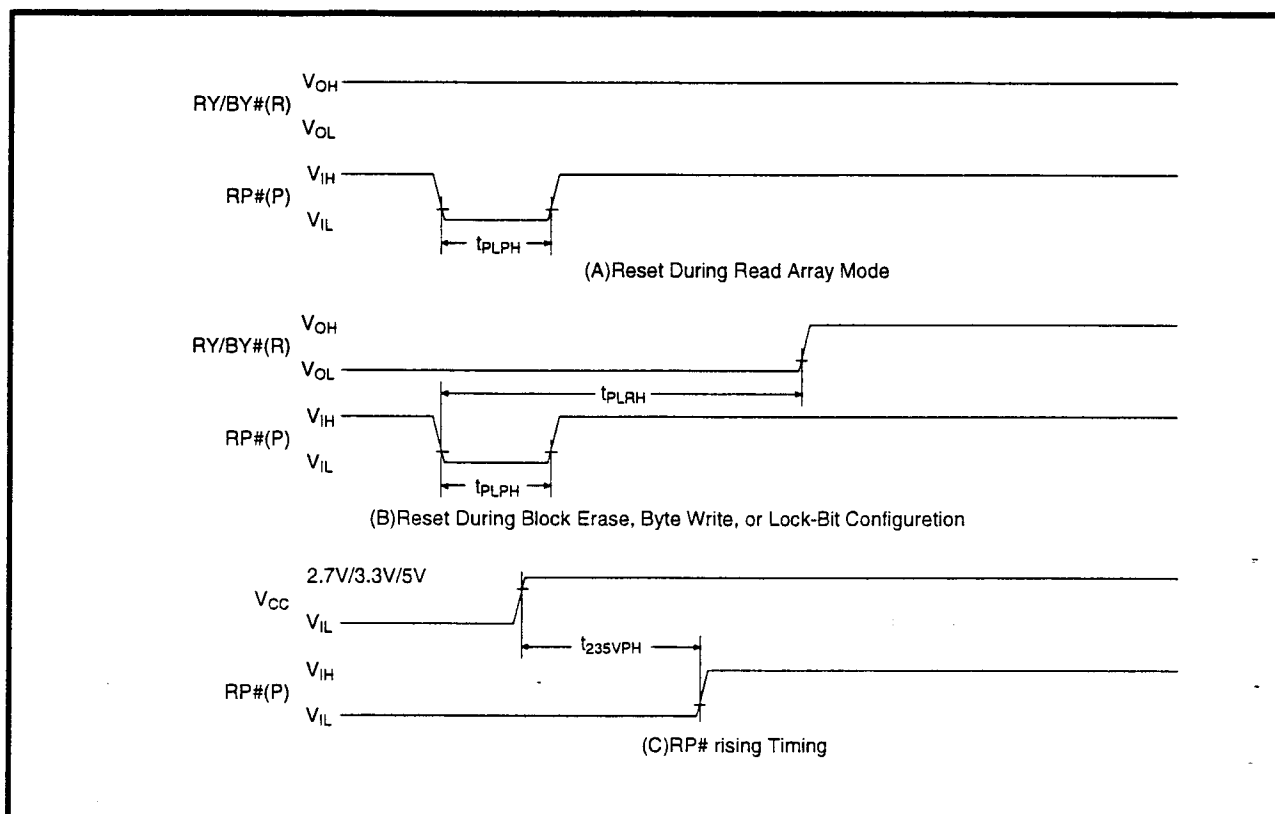 RY/BY#(R)
VOH
VOL
RP#(P)
VIH
VIL
tPLPH
(A)Reset During Read Array Mode
RY/BY#(R)
VOH
VOL
tPLRH
RP#(P)
VIH
VIL
tPLPH
(B)Reset During Block Erase, Byte Write, or Lock-Bit Configuretion
2.7V/3.3V/5V
VCC
VIL
t235VPH
RP#(P)
VIH
VIL
(C)RP# rising Timing